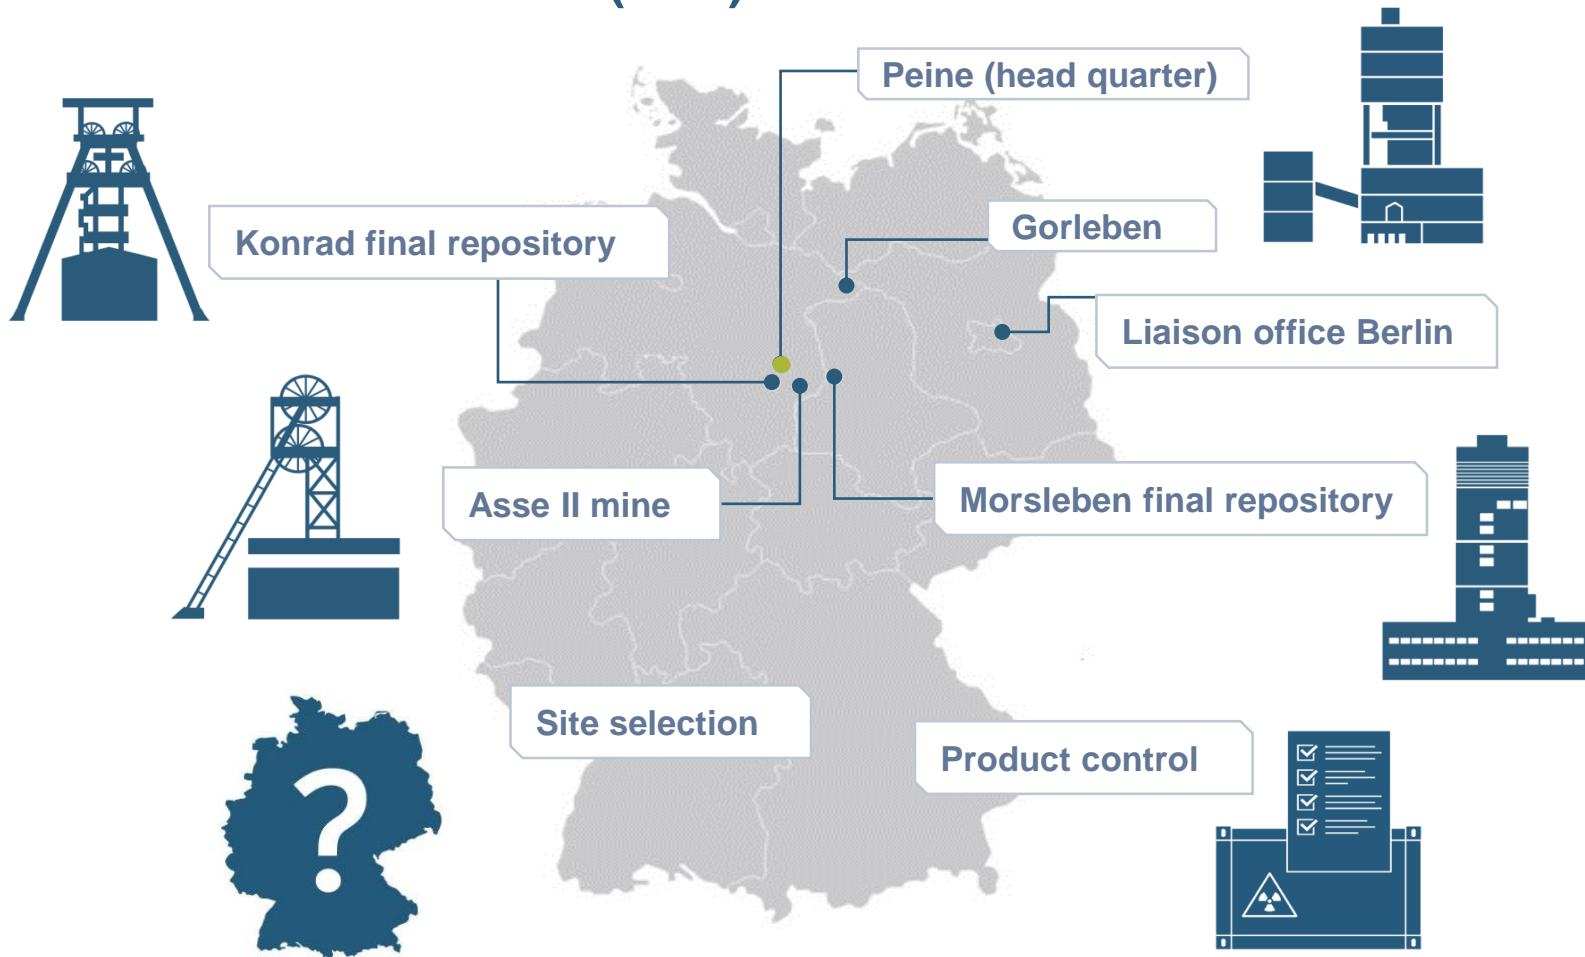 Peine (head quarter)
Konrad final repository
Gorleben
Liaison office Berlin
Asse II mine
Morsleben final repository
Site selection
Product control
?